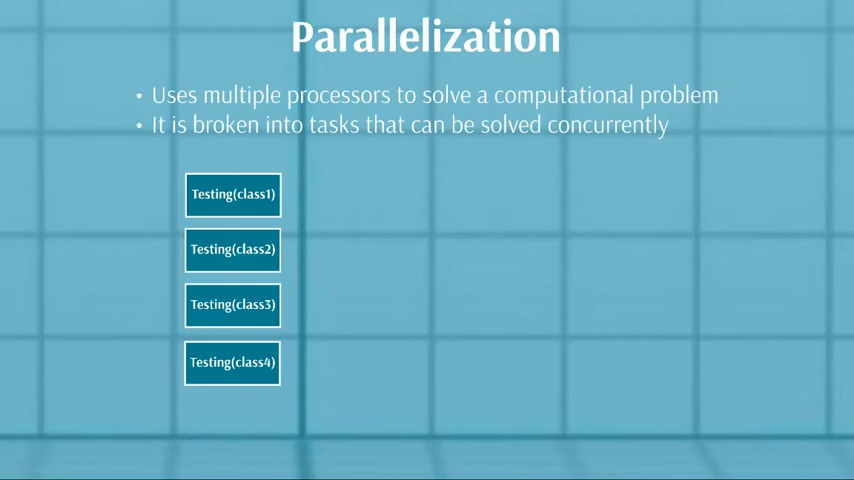 Parallelization
• Uses multiple processors to solve a computational problem
• It is broken into tasks that can be solved concurrently
Testing(class1)
Testing(class2)
Testing(class3)
Testing(class4)